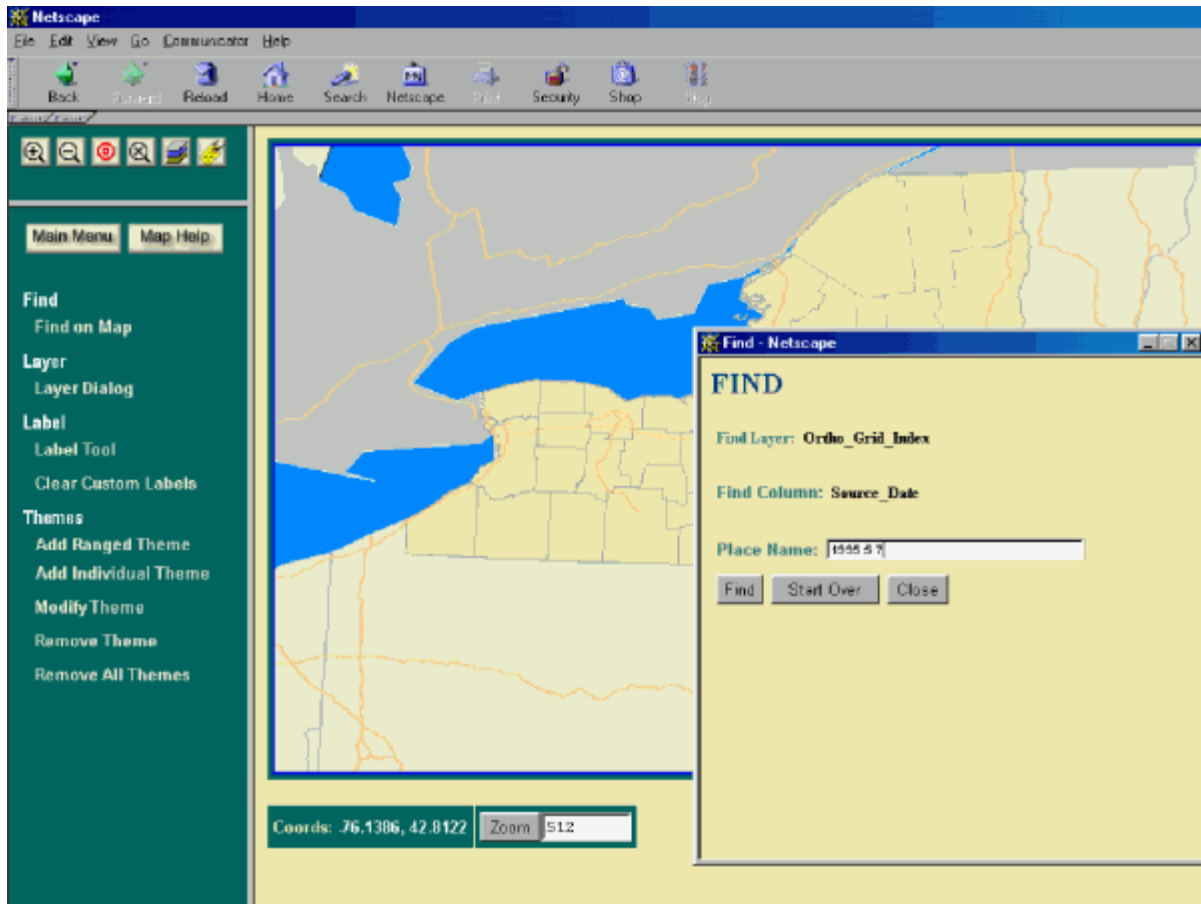 Netscape
File Edit View Go Communicator Help
Back Forward Reload Home Search Netscape Print Security Shop Stop
Main Menu Map Help
Find
Find on Map
Layer
Layer Dialog
Label
Label Tool
Clear Custom Labels
Themes
Add Ranged Theme
Add Individual Theme
Modify Theme
Remove Theme
Remove All Themes
Coords: -76.1386, 42.8122 Zoom 512
Find - Netscape
FIND
Find Layer: Ortho_Grid_Index
Find Column: Source_Date
Place Name:
Find Start Over Close